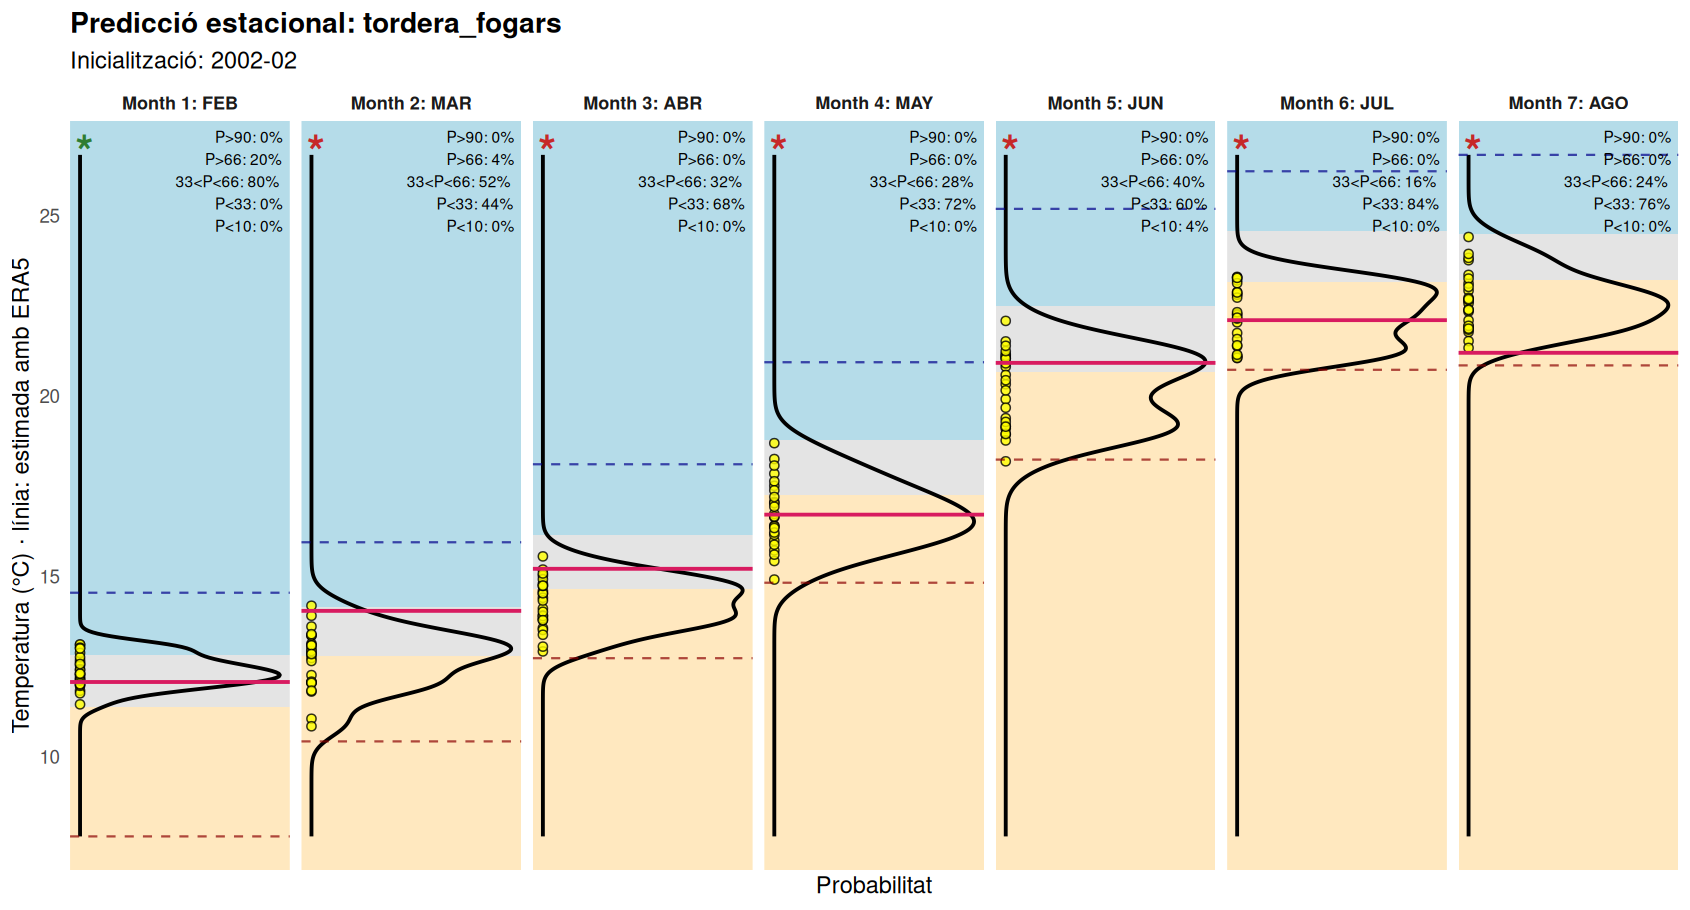 Predicció estacional: tordera_fogars
Inicialització: 2002-02
Month 1: FEB
Month 2: MAR
Month 3: ABR
Month 4: MAY
Month 5: JUN
Month 6: JUL
Month 7: AGO
*
P>90: 0%
P>66: 20%
33<P<66: 80%
P<33: 0%
P<10: 0%
*
P>90: 0%
P>66: 4%
33<P<66: 52%
P<33: 44%
P<10: 0%
*
P>90: 0%
P>66: 0%
33<P<66: 32%
P<33: 68%
P<10: 0%
*
P>90: 0%
P>66: 0%
33<P<66: 28%
P<33: 72%
P<10: 0%
*
P>90: 0%
P>66: 0%
33<P<66: 40%
P<33: 60%
P<10: 4%
*
P>90: 0%
P>66: 0%
33<P<66: 16%
P<33: 84%
P<10: 0%
*
P>90: 0%
P>66: 0%
33<P<66: 24%
P<33: 76%
P<10: 0%
Temperatura (°C) · línia: estimada amb ERA5
25
20
15
10
Probabilitat